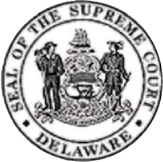 SEAL OF THE SUPREME COURT
DELAWARE